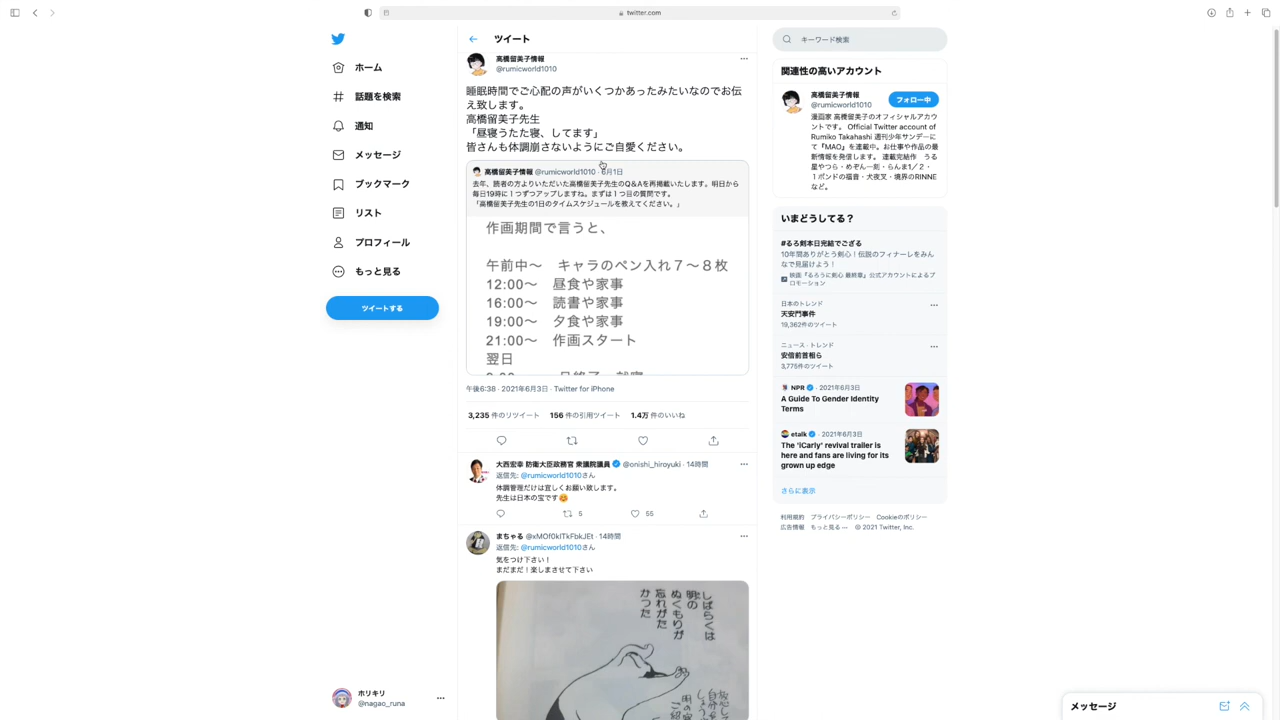 twitter.com
ホーム
話題を検索
通知
メッセージ
ブックマーク
リスト
プロフィール
もっと見る
ツイートする
ホリキリ
@nagao_runa
ツイート
高橋留美子情報
@rumicworld1010
睡眠時間でご心配の声がいくつかあったみたいなのでお伝
え致します。
高橋留美子先生
「昼寝うたた寝、してます」
皆さんも体調崩さないようにご自愛ください。
高橋留美子情報 @rumicworld1010・6月1日
去年、読者の方よりいただいた高橋留美子先生のQ&Aを再掲載いたします。明日から
毎日19時に1つずつアップしますね。まずは1つ目の質問です。
「高橋留美子先生の1日のタイムスケジュールを教えてください。」
作画期間で言うと、
午前中〜 キャラのペン入れ7〜8枚
12:00〜 昼食や家事
16:00〜 読書や家事
19:00〜 夕食や家事
21:00〜 作画スタート
翌日
午後6:38・2021年6月3日・Twitter for iPhone
3,235 件のリツイート 156 件の引用ツイート 1.4万 件のいいね
大西宏幸 防衛大臣政務官 衆議院議員 @onishi_hiroyuki・14時間
返信先: @rumicworld1010さん
体調管理だけは宜しくお願い致します。
先生は日本の宝です😊
5 55
まちゃる @xMOf0kITkFbkJEt・14時間
返信先: @rumicworld1010さん
気をつけ下さい！
まだまだ！楽しまさせて下さい
しばらくは
ぬくもりが
忘れがた
かった
キーワード検索
関連性の高いアカウント
高橋留美子情報
@rumicworld1010
フォロー中
漫画家 高橋留美子のオフィシャルアカウ
ントです。 Official Twitter account of
Rumiko Takahashi 週刊少年サンデーに
て『MAO』を連載中。お仕事や作品の最
新情報を発信します。 連載完結作 うる
星やつら・めぞん一刻・らんま1／2・
1ポンドの福音・犬夜叉・境界のRINNE
など。
いまどうしてる？
#るろ剣本日完結でござる
10年間ありがとう剣心！伝説のフィナーレをみん
なで見届けよう！
映画『るろうに剣心 最終章』公式アカウントによるプ
ロモーション
日本のトレンド
天安門事件
19,362件のツイート
ニュース・トレンド
安倍前首相ら
3,775件のツイート
NPR・2021年6月3日
A Guide To Gender Identity
Terms
etalk・2021年6月3日
The 'iCarly' revival trailer is
here and fans are living for its
grown up edge
さらに表示
利用規約 プライバシーポリシー Cookieのポリシー
広告情報 もっと見る … © 2021 Twitter, Inc.
メッセージ